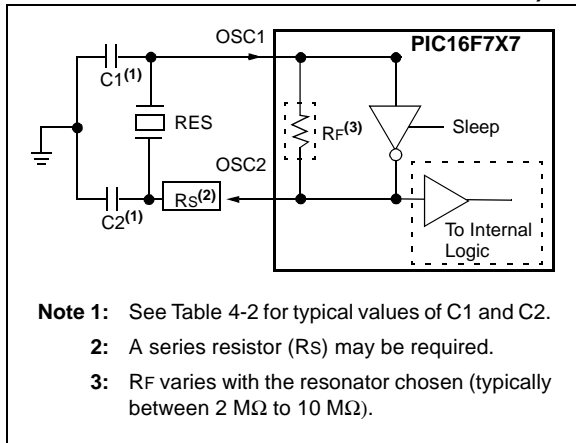 OSC1
PIC16F7X7
C1(1)
RES
RF(3)
Sleep
OSC2
C2(1)
RS(2)
To Internal
Logic
Note 1: See Table 4-2 for typical values of C1 and C2.
2: A series resistor (RS) may be required.
3: RF varies with the resonator chosen (typically
between 2 MΩ to 10 MΩ).